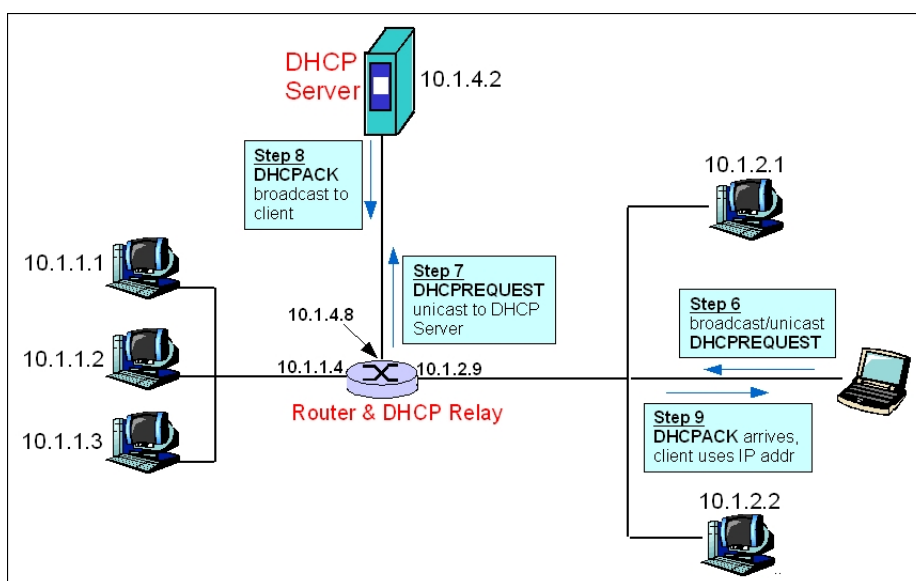 DHCP
Server
10.1.4.2
Step 8
DHCPACK
broadcast to
client
10.1.2.1
10.1.1.1
Step 7
DHCPREQUEST
unicast to DHCP
Server
Step 6
broadcast/unicast
DHCPREQUEST
10.1.4.8
10.1.1.2
10.1.1.4
10.1.2.9
Router & DHCP Relay
10.1.1.3
Step 9
DHCPACK arrives,
client uses IP addr
10.1.2.2